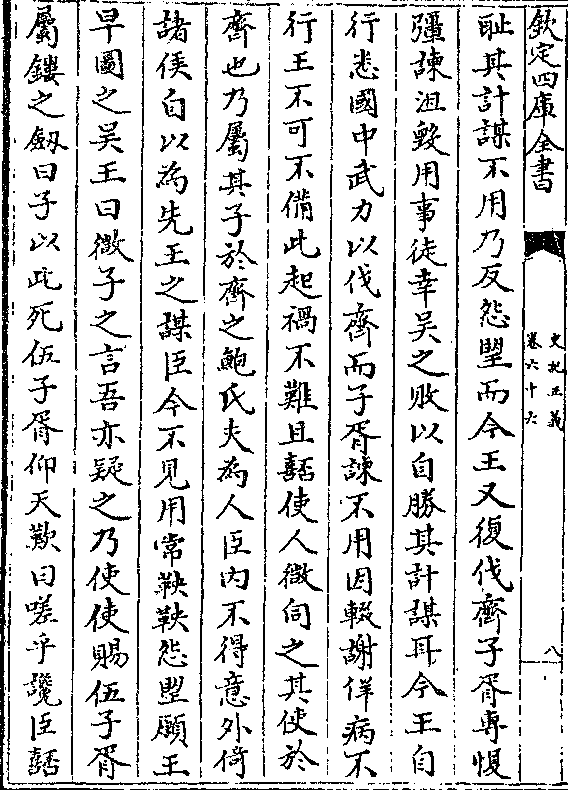 欽定四庫全書
史記正義
卷六十六
八
耻其計謀不用乃反怨望而今王又復伐齊子胥專愎
彊諫沮毀用事徒幸吳之敗以自勝其計謀耳今王自
行悉國中武力以伐齊而子胥諫不用因輟謝佯病不
行王不可不備此起禍不難且嚭使人微伺之其使於
齊也乃屬其子於齊之鮑氏夫為人臣内不得意外倚
諸侯自以為先王之謀臣今不見用常鞅鞅怨望願王
早圖之吳王曰微子之言吾亦疑之乃使使賜伍子胥
屬鏤之劔曰子以此死伍子胥仰天歎曰嗟乎讒臣嚭